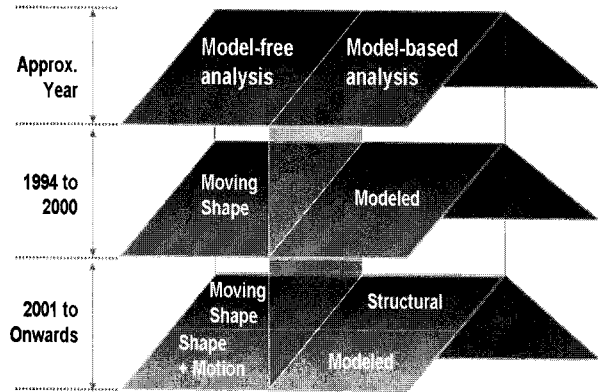 Approx.
Year
Model-free
analysis
Model-based
analysis
1994 to
2000
Moving
Shape
Modeled
2001 to
Onwards
Moving
Shape
Shape
+ Motion
Structural
Modeled